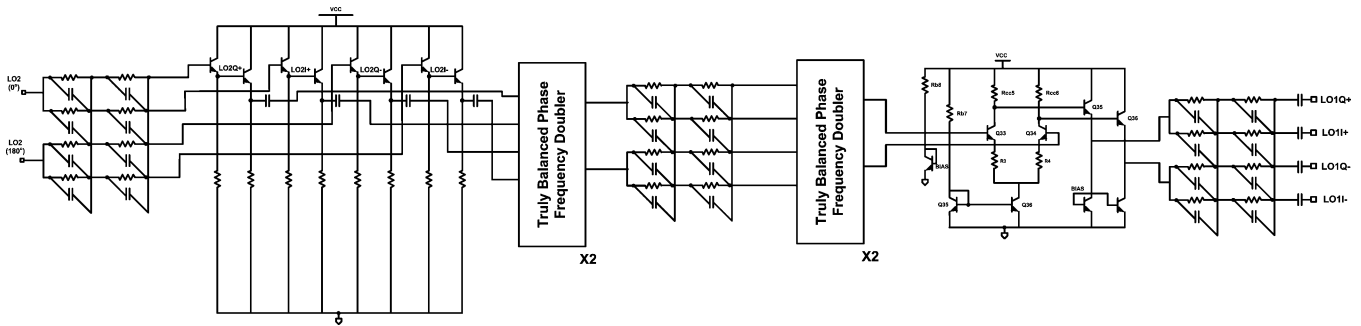 VCC
LO2
(0°)
LO2
(180°)
LO2Q+
LO2I+
LO2Q-
LO2I-
Truly Balanced Phase
Frequency Doubler
X2
Truly Balanced Phase
Frequency Doubler
X2
VCC
Rb8
Rb7
Rcc5
Rcc6
Q35
Q36
Q33
Q34
R3
R4
BIAS
BIAS
Q35
Q36
LO1Q+
LO1I+
LO1Q-
LO1I-